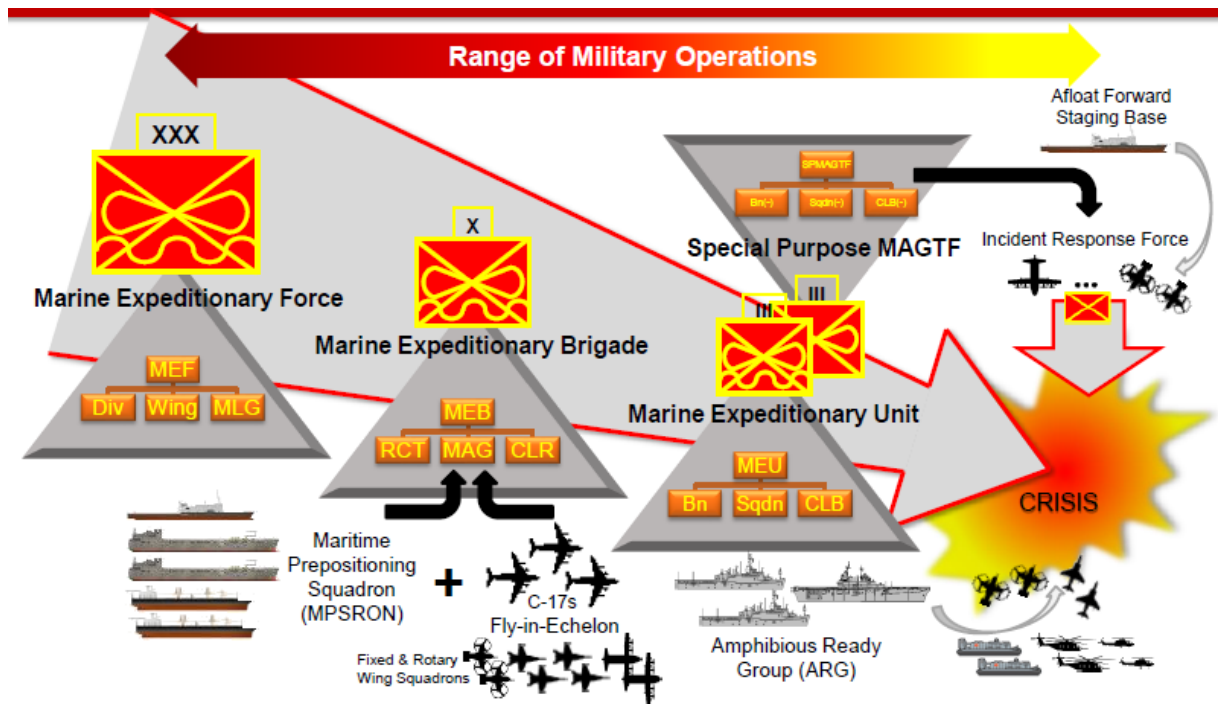 Range of Military Operations
Afloat Forward
Staging Base
XXX
SPMAGTF
Bn(-) Sqdn(-) CLB(-)
X
Special Purpose MAGTF
Incident Response Force
...
III
III
Marine Expeditionary Force
Marine Expeditionary Brigade
Marine Expeditionary Unit
MEF
Div Wing MLG
MEB
RCT MAG CLR
MEU
Bn Sqdn CLB
CRISIS
Maritime
Prepositioning
Squadron
(MPSRON)
+
C-17s
Fly-in-Echelon
Fixed & Rotary
Wing Squadrons
Amphibious Ready
Group (ARG)